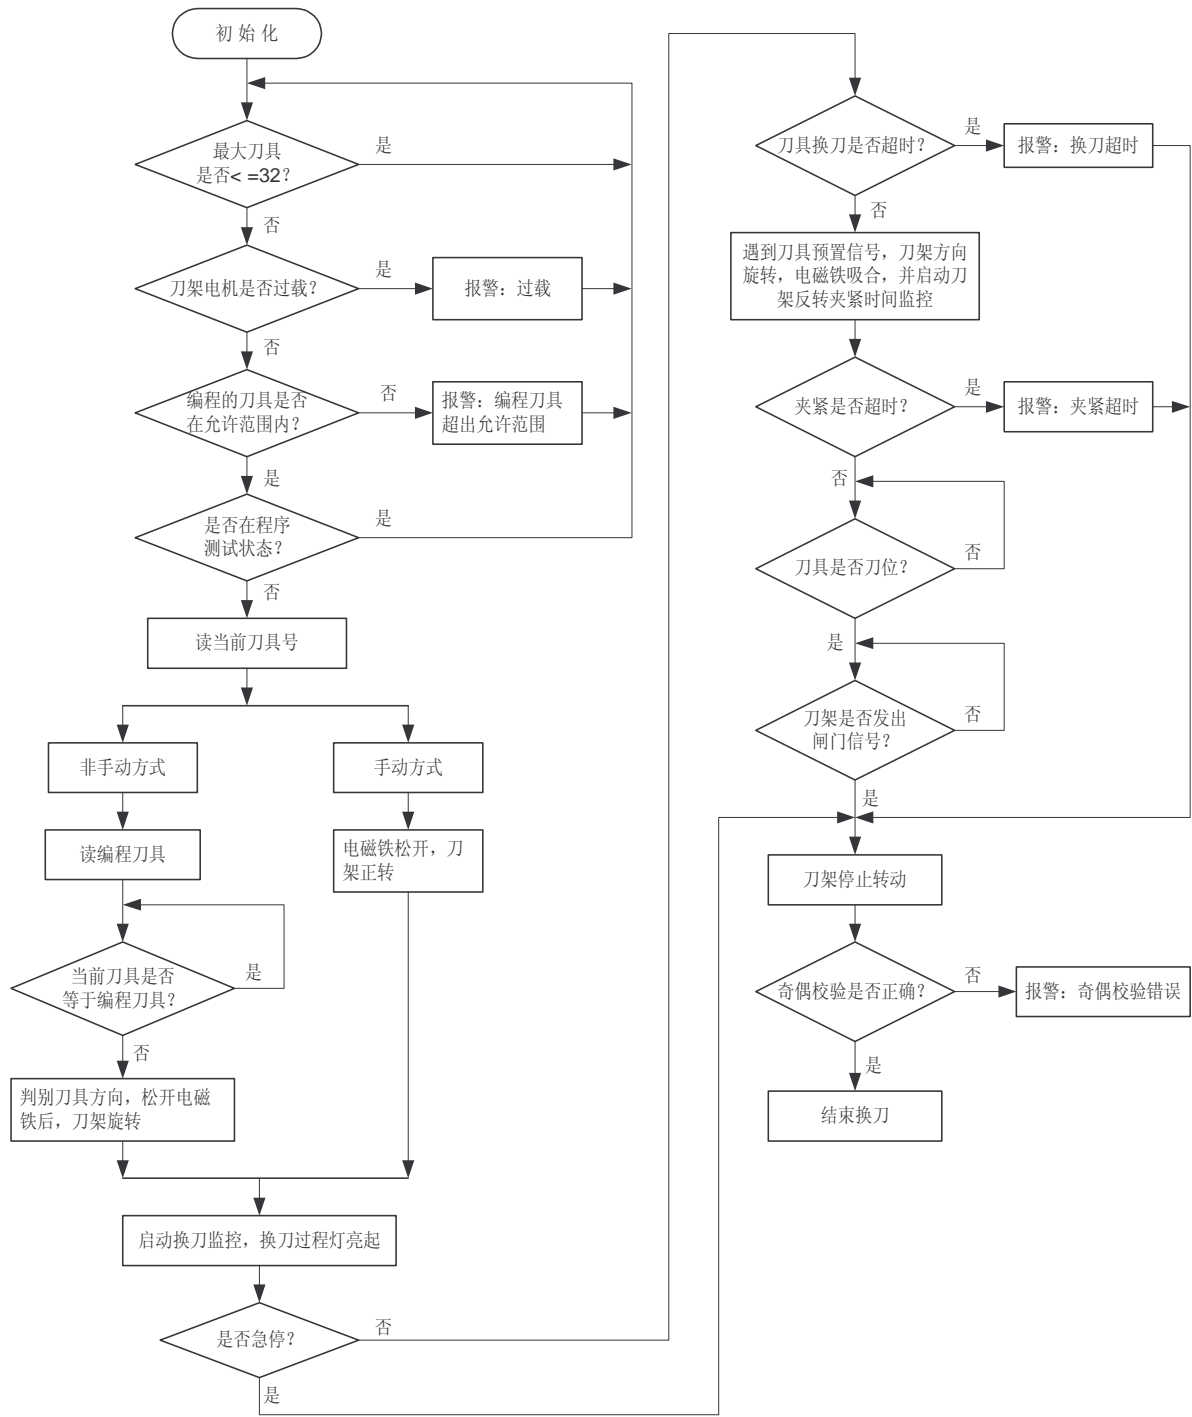 初 始 化
最大刀具
是否< =32?
是
否
刀架电机是否过载?
是
报警：过载
否
编程的刀具是否
在允许范围内?
否
报警：编程刀具
超出允许范围
是
是否在程序
测试状态?
是
否
读当前刀具号
非手动方式
手动方式
读编程刀具
电磁铁松开，刀
架正转
当前刀具是否
等于编程刀具?
是
否
判别刀具方向，松开电磁
铁后，刀架旋转
启动换刀监控，换刀过程灯亮起
是否急停?
否
是
刀具换刀是否超时?
是
报警：换刀超时
否
遇到刀具预置信号，刀架方向
旋转，电磁铁吸合，并启动刀
架反转夹紧时间监控
夹紧是否超时?
是
报警：夹紧超时
否
刀具是否刀位?
否
是
刀架是否发出
闸门信号?
否
是
刀架停止转动
奇偶校验是否正确?
否
报警：奇偶校验错误
是
结束换刀